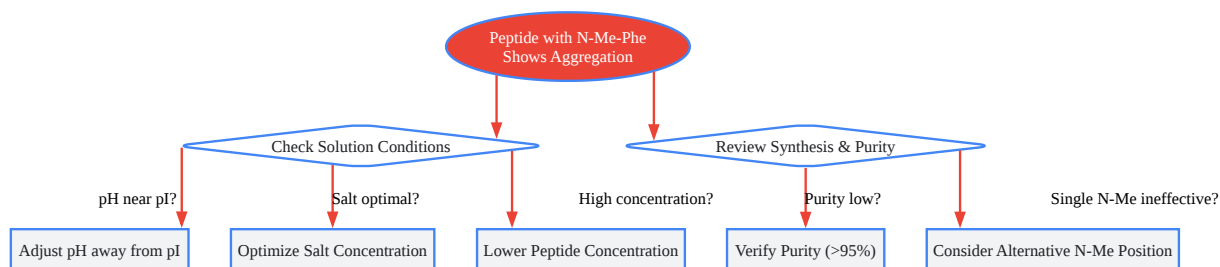 Peptide with N-Me-Phe
Shows Aggregation
Check Solution Conditions
Review Synthesis & Purity
pH near pI?
Salt optimal?
High concentration?
Purity low?
Single N-Me ineffective?
Adjust pH away from pI
Optimize Salt Concentration
Lower Peptide Concentration
Verify Purity (>95%)
Consider Alternative N-Me Position